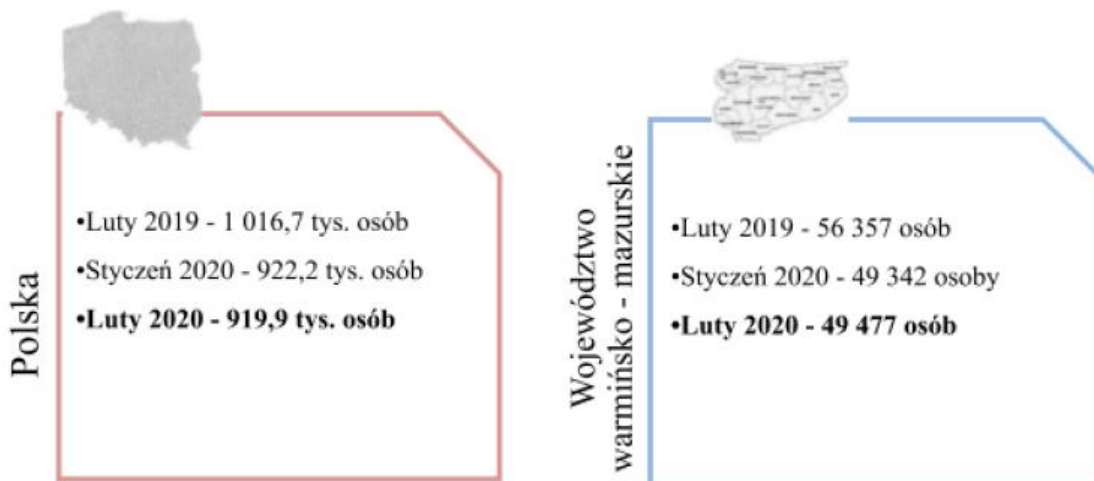 Polska
•Luty 2019 - 1 016,7 tys. osób
•Styczeń 2020 - 922,2 tys. osób
•Luty 2020 - 919,9 tys. osób
Województwo
warmińsko - mazurskie
•Luty 2019 - 56 357 osób
•Styczeń 2020 - 49 342 osoby
•Luty 2020 - 49 477 osób